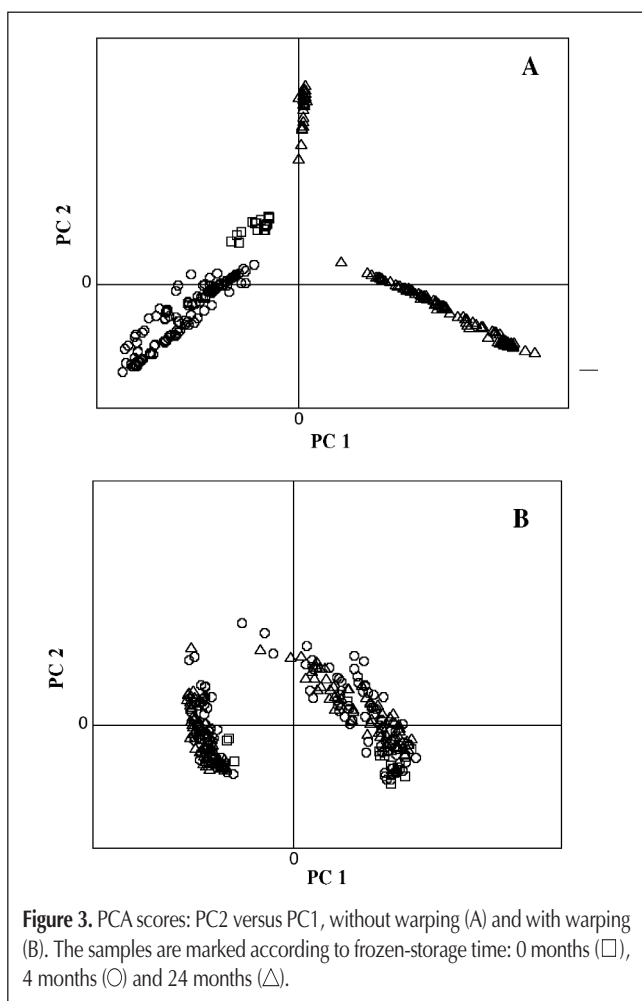 A
PC 2
0
0
PC 1
B
PC 2
0
0
PC 1
Figure 3. PCA scores: PC2 versus PC1, without warping (A) and with warping
(B). The samples are marked according to frozen-storage time: 0 months (□),
4 months (○) and 24 months (△).